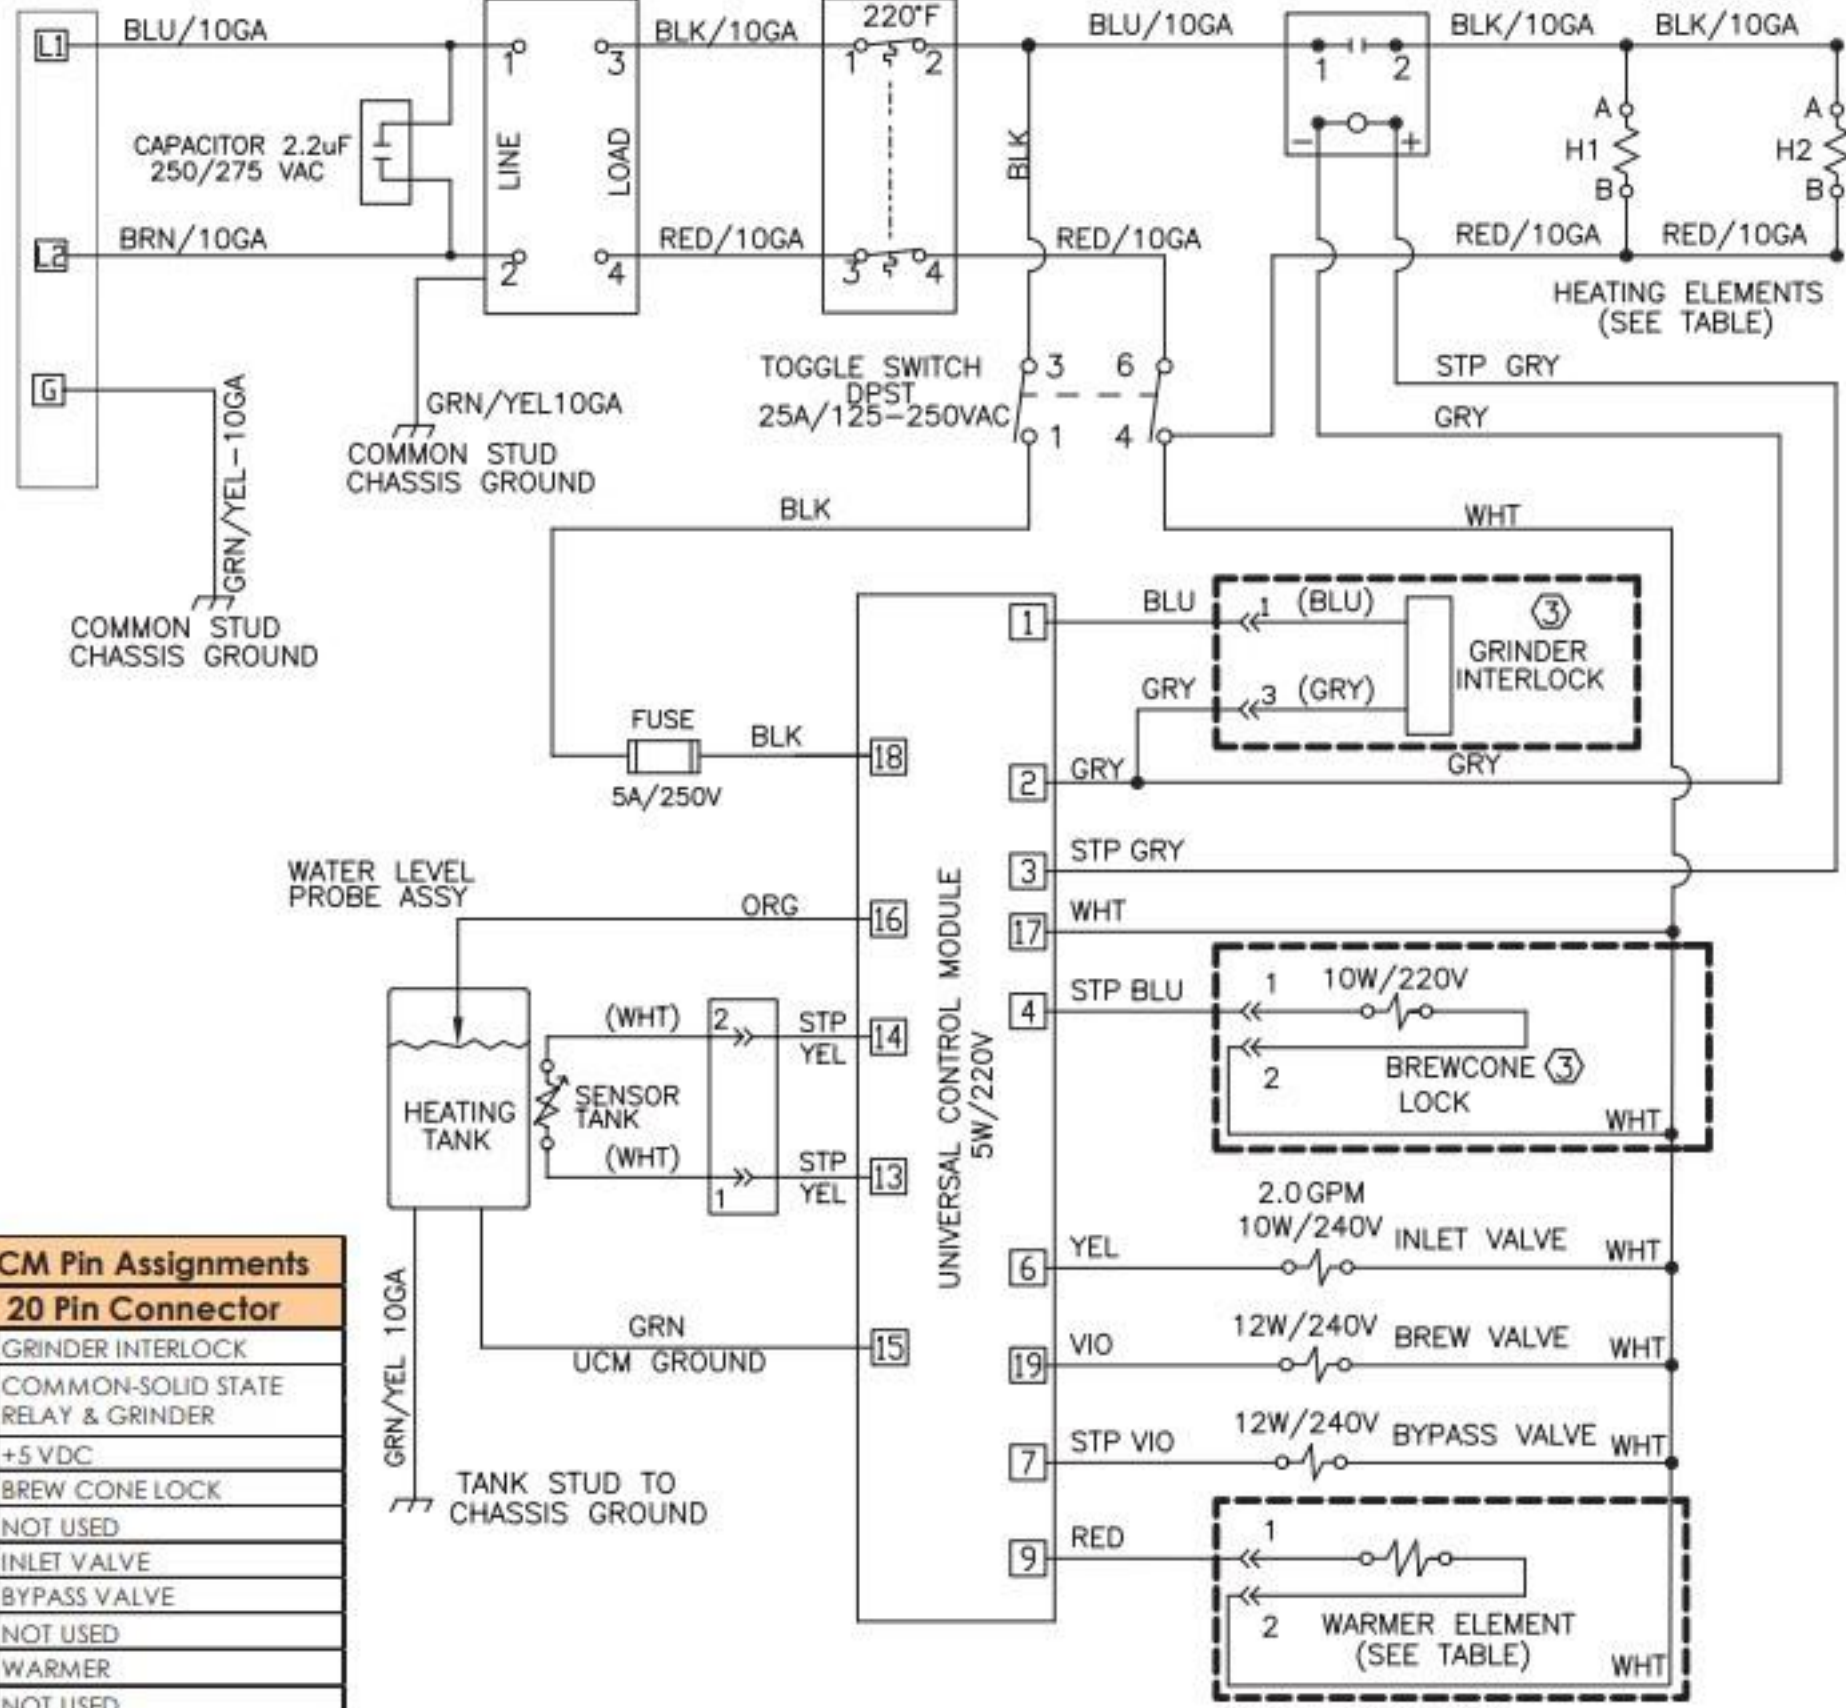 L1
BLU/10GA
CAPACITOR 2.2uF
250/275 VAC
L2
BRN/10GA
G
GRN/YEL-10GA
COMMON STUD
CHASSIS GROUND
1
2
LINE
LOAD
3
4
GRN/YEL10GA
COMMON STUD
CHASSIS GROUND
BLK/10GA
RED/10GA
220°F
1
2
3
4
BLU/10GA
BLK
RED/10GA
1
2
-
+
BLK/10GA
BLK/10GA
A
H1
B
A
H2
B
RED/10GA
RED/10GA
HEATING ELEMENTS
(SEE TABLE)
TOGGLE SWITCH
DPST
25A/125-250VAC
3
6
1
4
STP GRY
GRY
BLK
WHT
FUSE
5A/250V
BLK
18
WATER LEVEL
PROBE ASSY
ORG
16
HEATING
TANK
SENSOR
TANK
(WHT)
2
STP
YEL
14
(WHT)
1
STP
YEL
13
GRN
UCM GROUND
15
GRN/YEL 10GA
TANK STUD TO
CHASSIS GROUND
UNIVERSAL CONTROL MODULE
5W/220V
1
BLU
1
(BLU)
3
GRINDER
INTERLOCK
GRY
3
(GRY)
2
GRY
GRY
3
STP GRY
17
WHT
4
STP BLU
1
10W/220V
2
BREWCONE 3
LOCK
WHT
2.0 GPM
10W/240V
6
YEL
INLET VALVE
WHT
12W/240V
19
VIO
BREW VALVE
WHT
12W/240V
7
STP VIO
BYPASS VALVE
WHT
9
RED
1
2
WARMER ELEMENT
(SEE TABLE)
WHT
CM Pin Assignments
20 Pin Connector
GRINDER INTERLOCK
COMMON-SOLID STATE
RELAY & GRINDER
+5 VDC
BREW CONE LOCK
NOT USED
INLET VALVE
BYPASS VALVE
NOT USED
WARMER
NOT USED